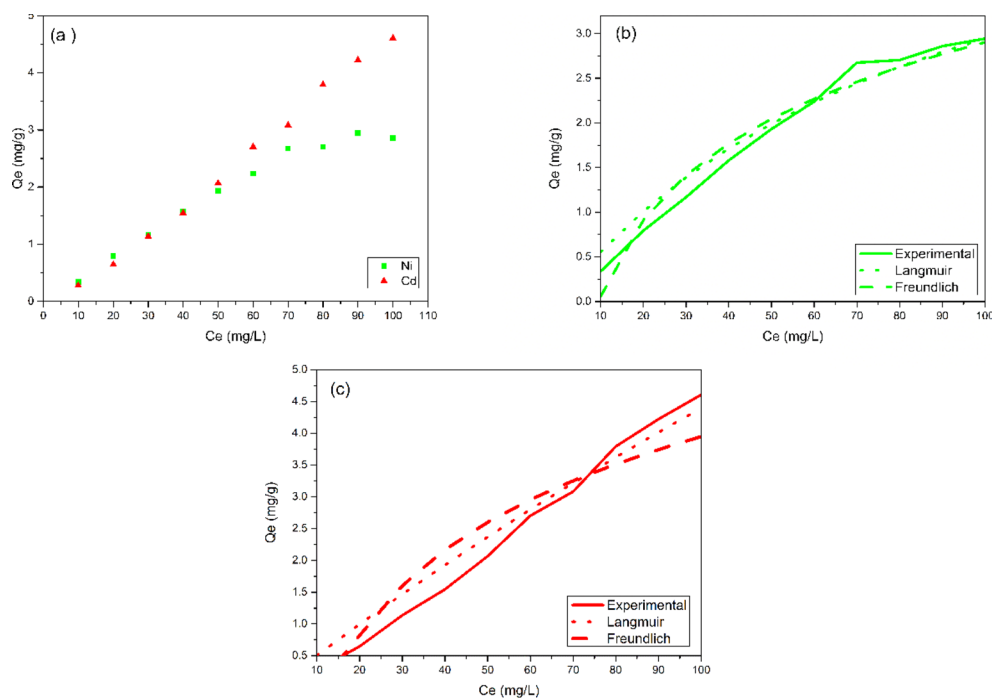 (a )
5
4
3
2
1
0
Qe (mg/g)
Ni
Cd
0 10 20 30 40 50 60 70 80 90 100 110
Ce (mg/L)
(b)
3.0
2.5
2.0
1.5
1.0
0.5
0.0
Qe (mg/g)
Experimental
Langmuir
Freundlich
10 20 30 40 50 60 70 80 90 100
Ce (mg/L)
(c)
5.0
4.5
4.0
3.5
3.0
2.5
2.0
1.5
1.0
0.5
Qe (mg/g)
Experimental
Langmuir
Freundlich
10 20 30 40 50 60 70 80 90 100
Ce (mg/L)